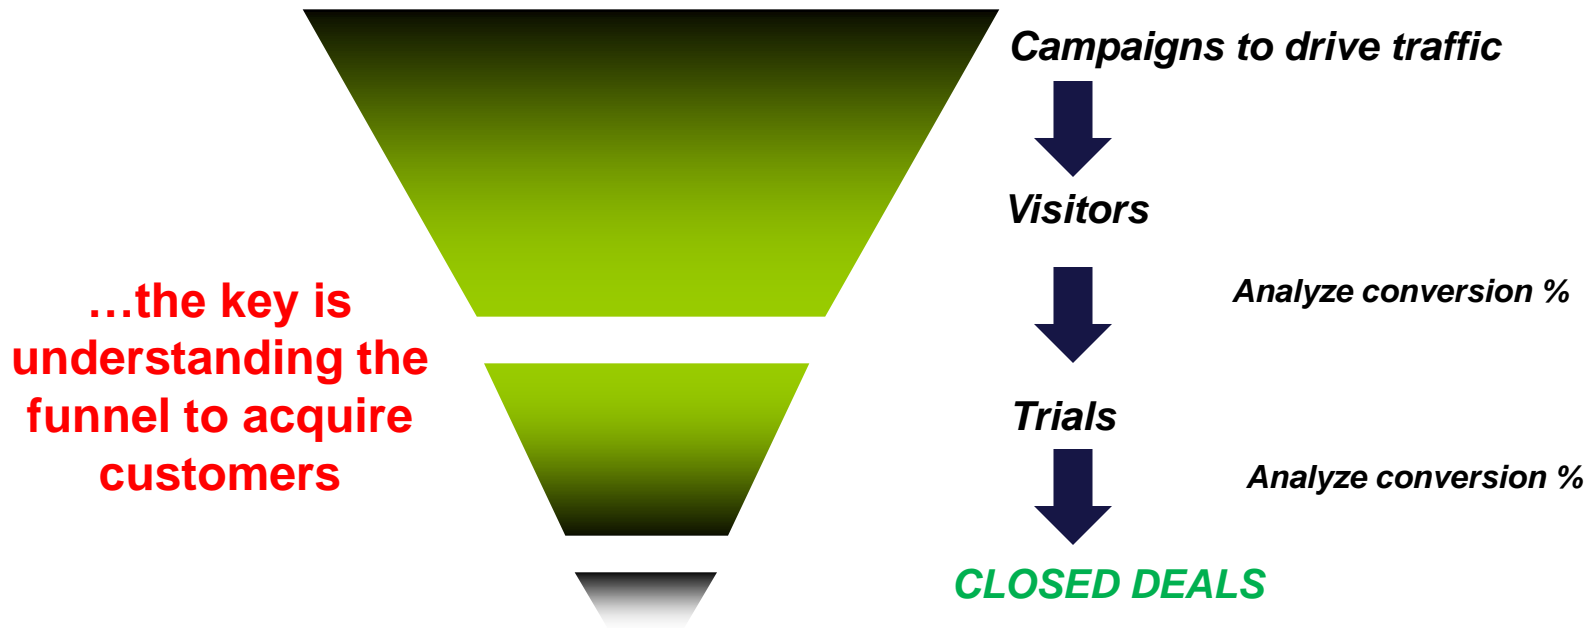 Campaigns to drive traffic
Visitors
Analyze conversion %
…the key is
understanding the
funnel to acquire
customers
Trials
Analyze conversion %
CLOSED DEALS